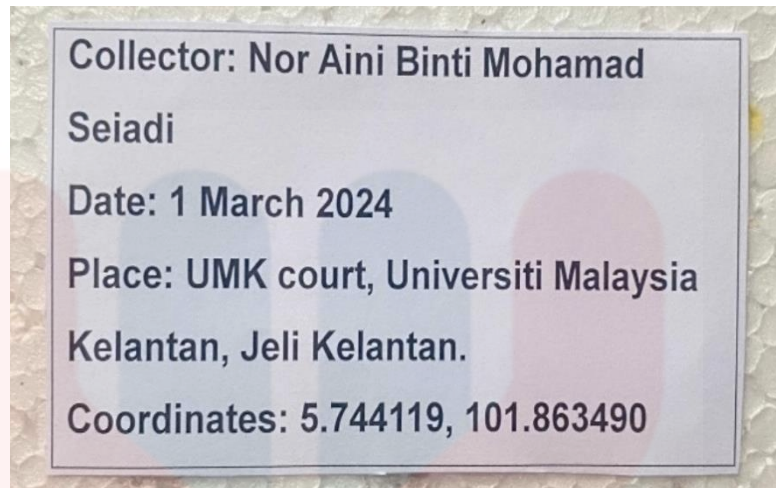 Collector: Nor Aini Binti Mohamad
Seiadi
Date: 1 March 2024
Place: UMK court, Universiti Malaysia
Kelantan, Jeli Kelantan.
Coordinates: 5.744119, 101.863490